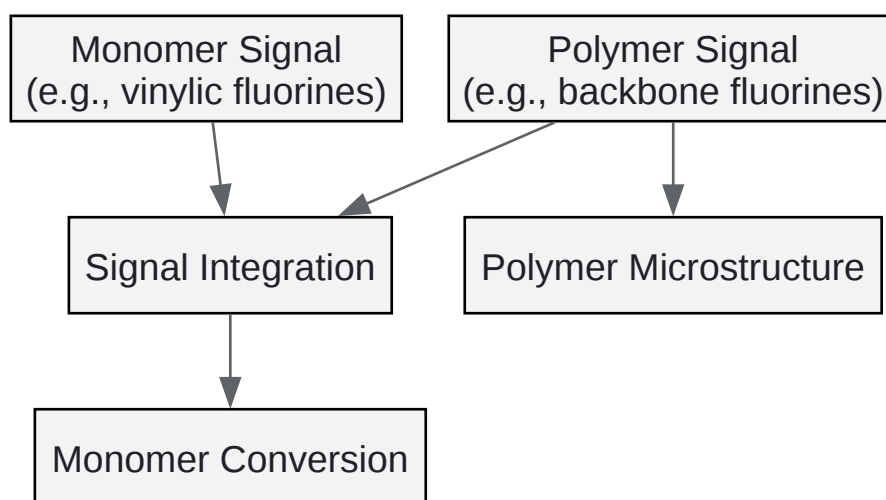 Monomer Signal
(e.g., vinylic fluorines)
Polymer Signal
(e.g., backbone fluorines)
Signal Integration
Polymer Microstructure
Monomer Conversion